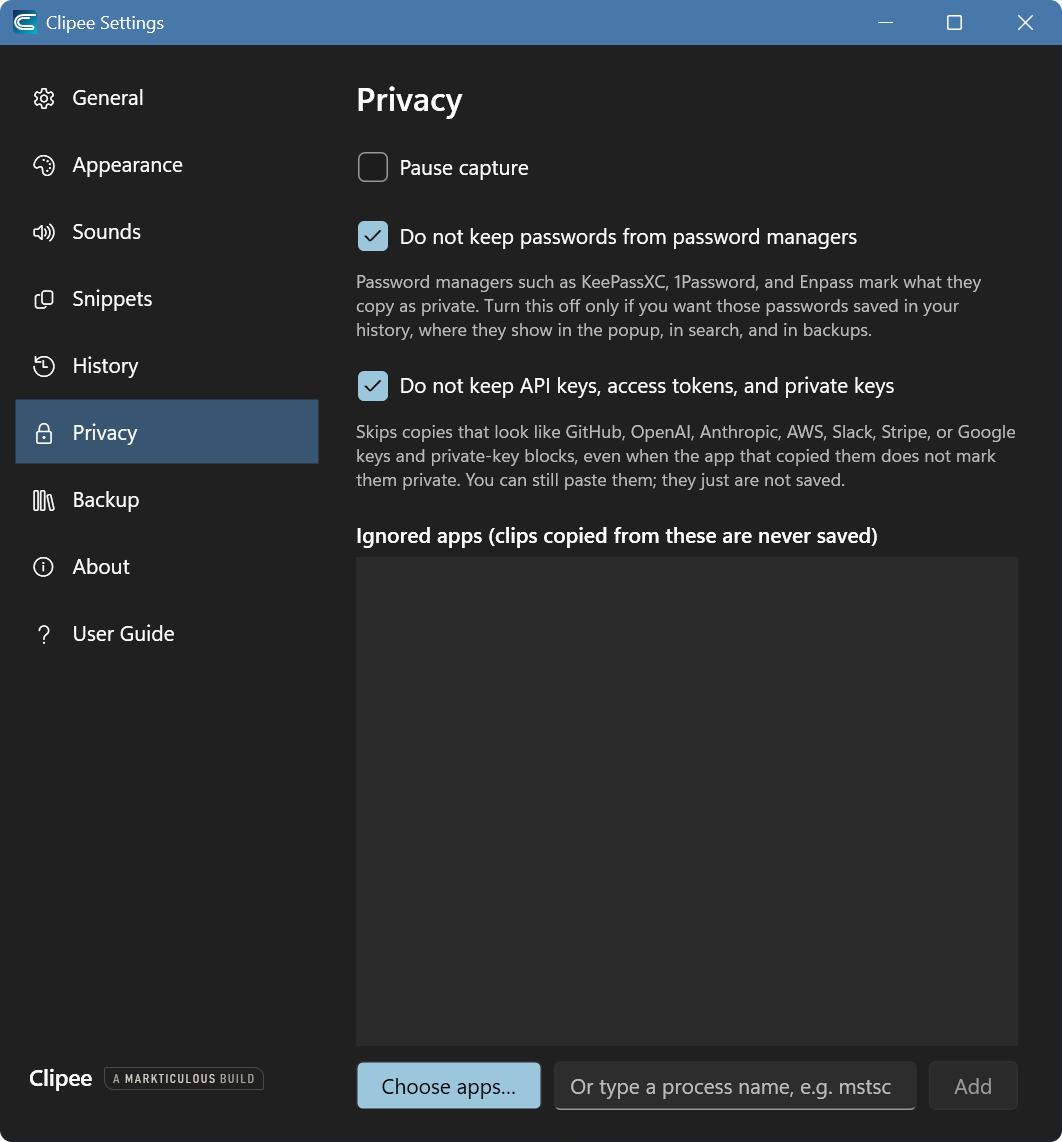 Clipee Settings
General
Appearance
Sounds
Snippets
History
Privacy
Backup
About
User Guide
Clipee
A MARKTICULOUS BUILD
Privacy
Pause capture
Do not keep passwords from password managers
Password managers such as KeePassXC, 1Password, and Enpass mark what they
copy as private. Turn this off only if you want those passwords saved in your
history, where they show in the popup, in search, and in backups.
Do not keep API keys, access tokens, and private keys
Skips copies that look like GitHub, OpenAI, Anthropic, AWS, Slack, Stripe, or Google
keys and private-key blocks, even when the app that copied them does not mark
them private. You can still paste them; they just are not saved.
Ignored apps (clips copied from these are never saved)
Choose apps...
Or type a process name, e.g. mstsc
Add